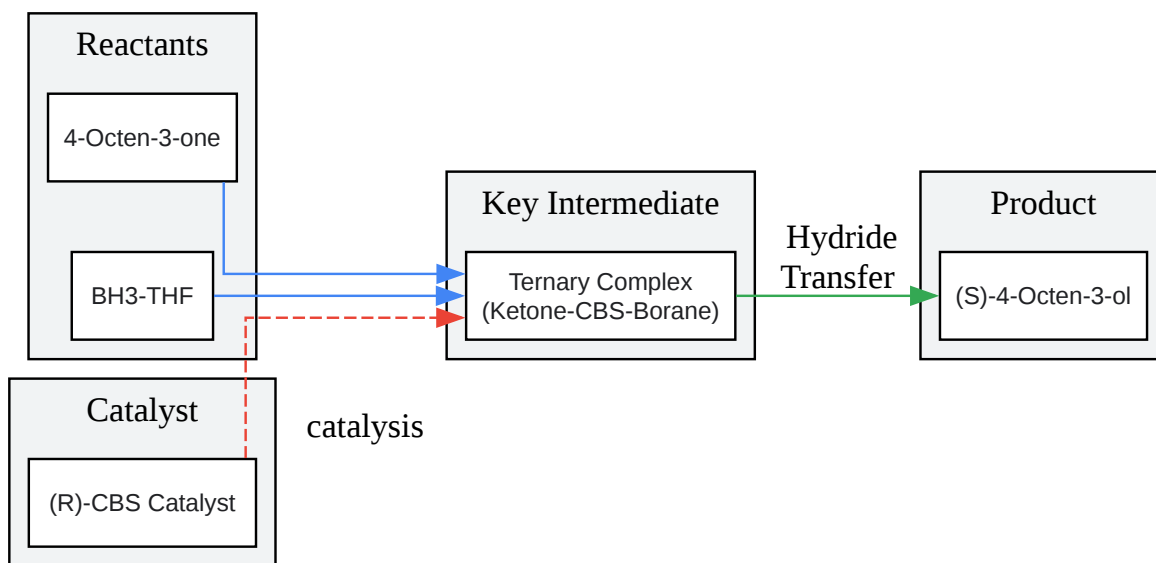 Reactants
4-Octen-3-one
BH3-THF
Catalyst
(R)-CBS Catalyst
catalysis
Key Intermediate
Ternary Complex
(Ketone-CBS-Borane)
Hydride
Transfer
Product
(S)-4-Octen-3-ol